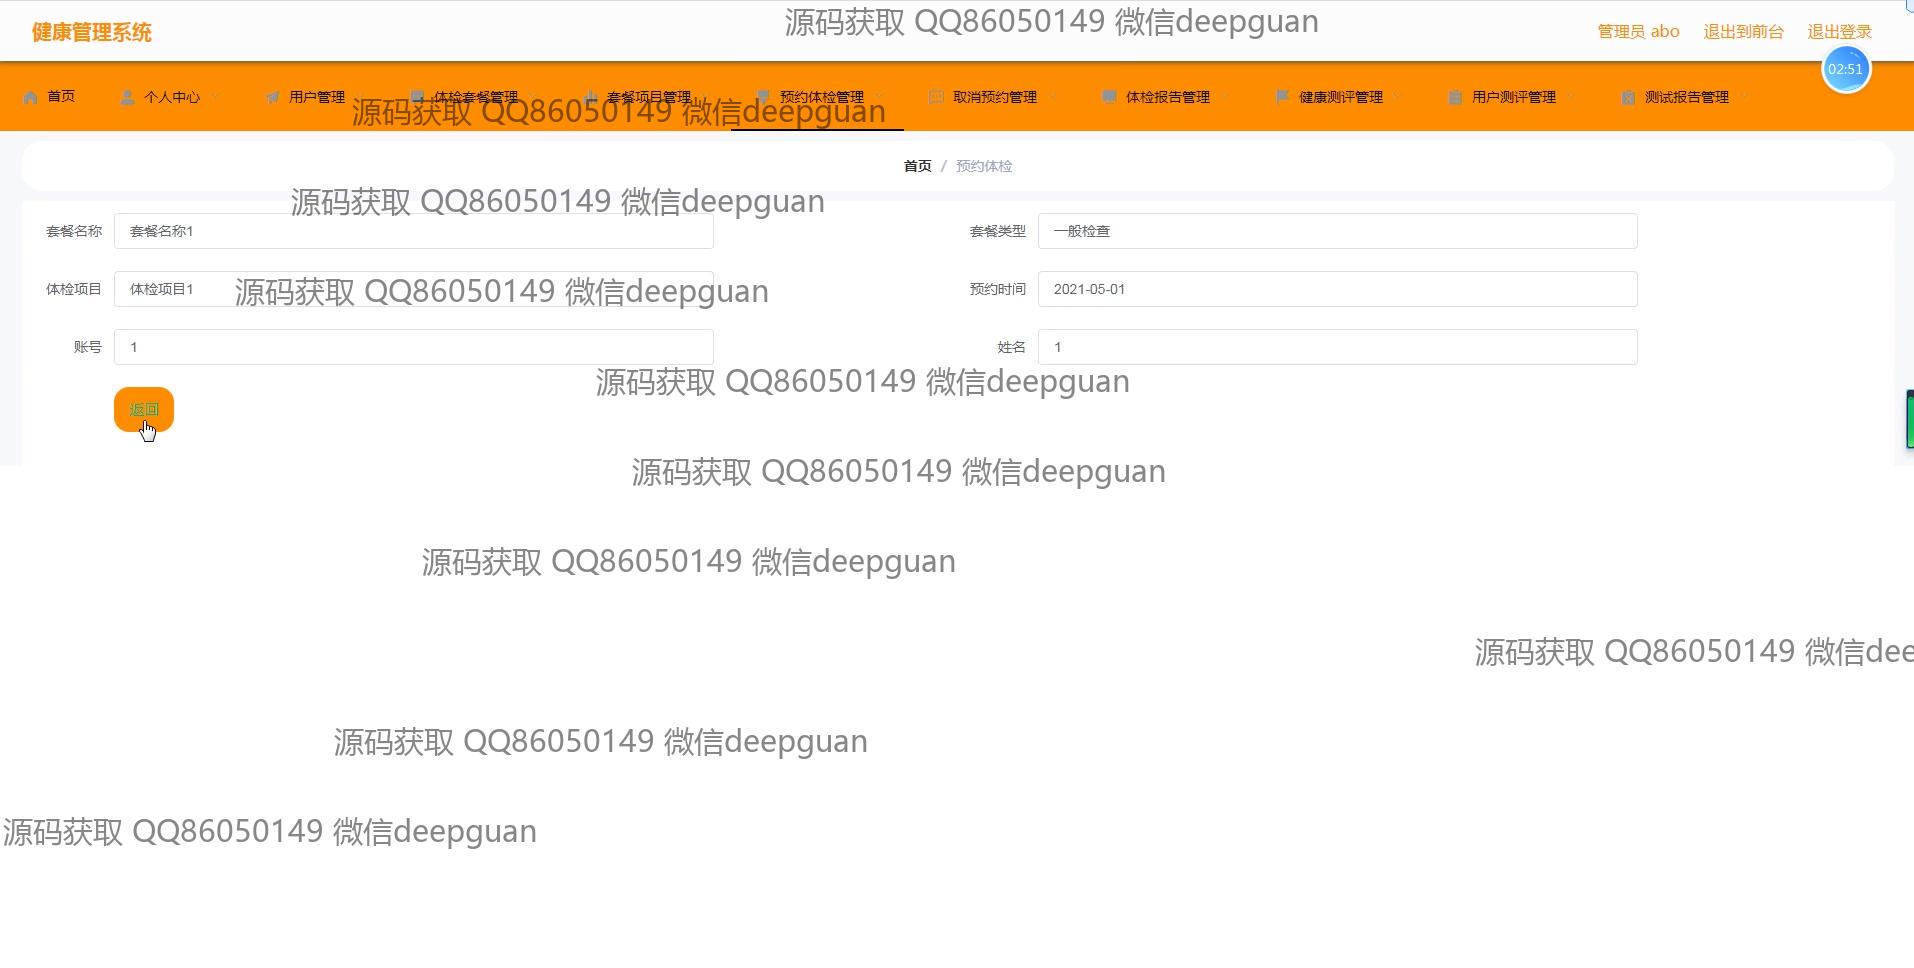 健康管理系统
源码获取 QQ86050149 微信deepguan
管理员 abo 退出到前台 退出登录
02:51
首页 个人中心 用户管理 体检套餐管理 套餐项目管理 预约体检管理 取消预约管理 体检报告管理 健康测评管理 用户测评管理 测试报告管理
源码获取 QQ86050149 微信deepguan
首页 / 预约体检
源码获取 QQ86050149 微信deepguan
套餐名称 套餐名称1 套餐类型 一般检查
体检项目 体检项目1 预约时间 2021-05-01
源码获取 QQ86050149 微信deepguan
账号 1 姓名 1
源码获取 QQ86050149 微信deepguan
返回
源码获取 QQ86050149 微信deepguan
源码获取 QQ86050149 微信deepguan
源码获取 QQ86050149 微信dee
源码获取 QQ86050149 微信deepguan
源码获取 QQ86050149 微信deepguan